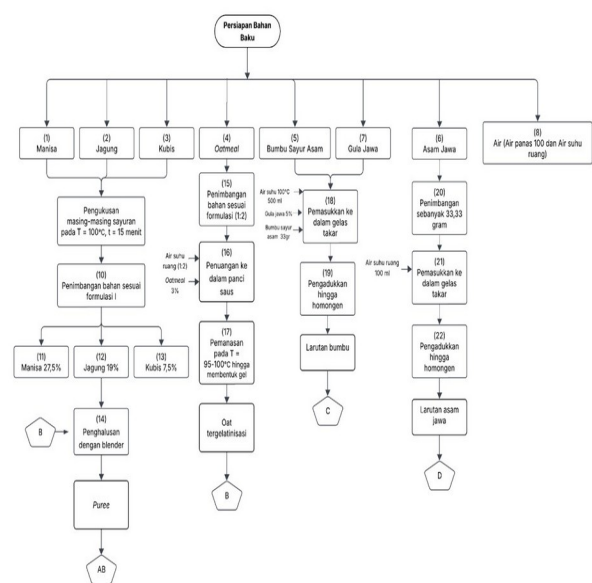 Persiapan Bahan
Baku
(1)
Manisa
(2)
Jagung
(3)
Kubis
(4)
Oatmeal
(5)
Bumbu Sayur Asam
(7)
Gula Jawa
(6)
Asam Jawa
(8)
Air (Air panas 100 dan Air suhu
ruang)
Pengukusan
masing-masing sayuran
pada T = 100°C, t = 15 menit
(10)
Penimbangan bahan sesuai
formulasi I
(11)
Manisa 27,5%
(12)
Jagung 19%
(13)
Kubis 7,5%
B
(14)
Penghalusan
dengan blender
Puree
AB
(15)
Penimbangan
bahan sesuai
formulasi (1:2)
Air suhu
ruang (1:2)
Oatmeal
3%
(16)
Penuangan ke
dalam panci
saus
(17)
Pemanasan
pada T =
95-100°C hingga
membentuk gel
Oat
tergelatinisasi
B
Air suhu 100°C
500 ml
Gula jawa 5%
Bumbu sayur
asam 33gr
(18)
Pemasukkan ke
dalam gelas
takar
(19)
Pengadukkan
hingga
homongen
Larutan bumbu
C
(20)
Penimbangan
sebanyak 33,33
gram
Air suhu ruang
100 ml
(21)
Pemasukkan ke
dalam gelas
takar
(22)
Pengadukkan
hingga
homongen
Larutan asam
jawa
D